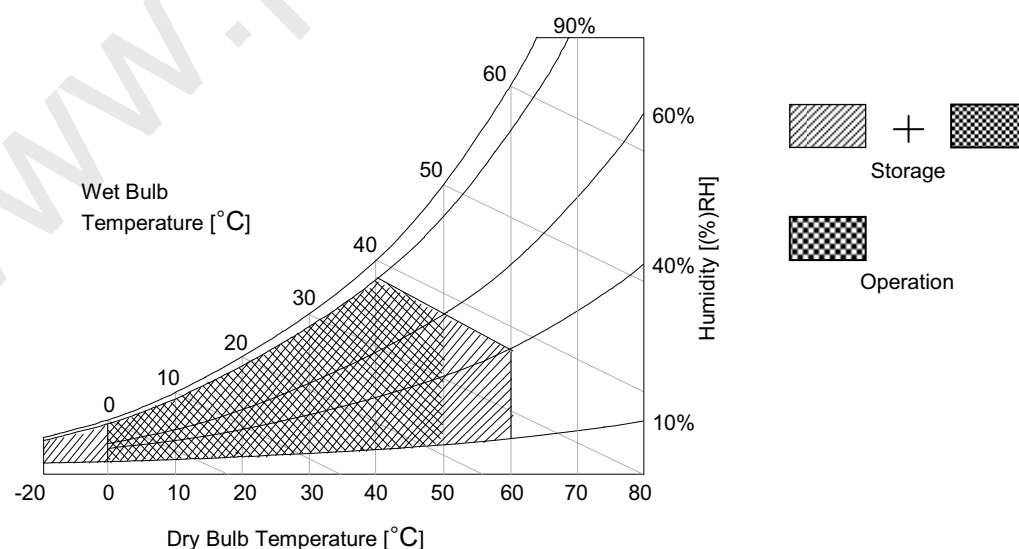 90%
60
60%
50
Wet Bulb
Temperature [°C]
Storage
40
40%
Humidity [(%)RH]
30
Operation
20
10
0
10%
-20 0 10 20 30 40 50 60 70 80
Dry Bulb Temperature [°C]